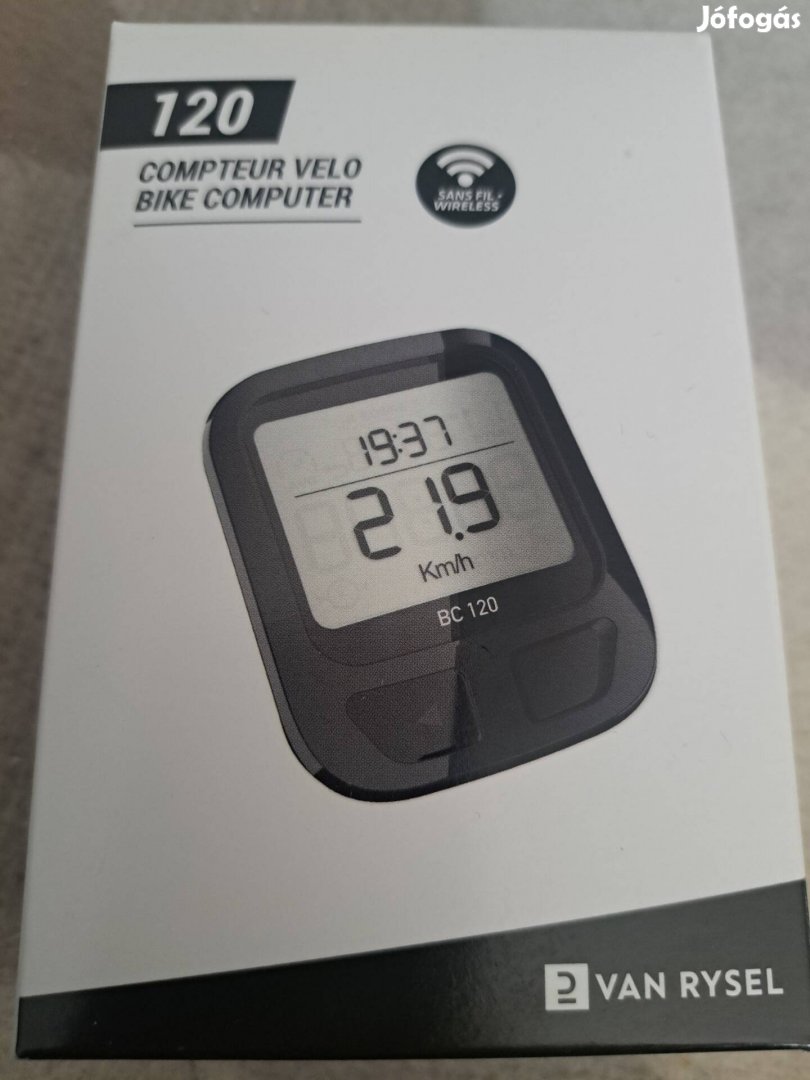 Jófogás
120
COMPTEUR VELO
BIKE COMPUTER
SANS FIL •
WIRELESS
19:37
21.9
Km/h
BC 120
VAN RYSEL